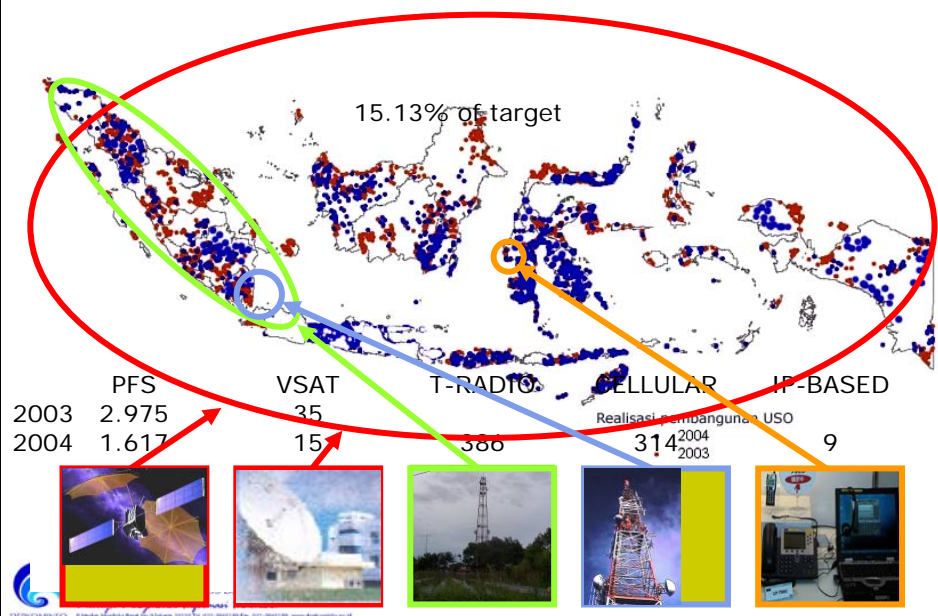 15.13% of target
PFS VSAT T-RADIO CELLULAR IP-BASED
2003 2.975 35
Realisasi pembangunan USO
2004 1.617 15 386 314 9
2004
2003